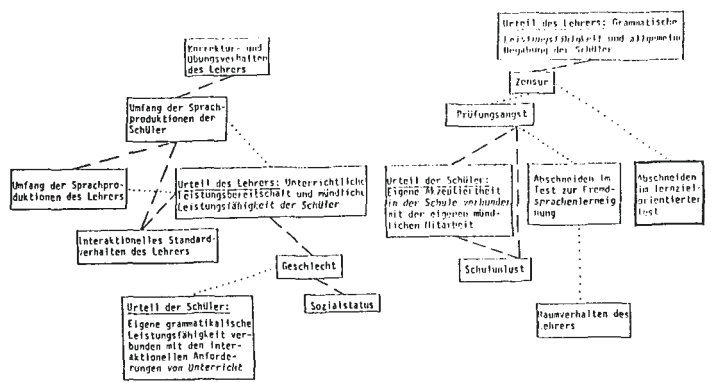 Korrektur- und
Übungsverhalten
des Lehrers
Umfang der Sprach-
produktionen der
Schüler
Umfang der Sprachpro-
duktionen des Lehrers
Urteil des Lehrers: Unterrichtliche
Leistungsbereitschaft und mündliche
Leistungsfähigkeit der Schüler
Interaktionelles Standard-
verhalten des Lehrers
Geschlecht
Sozialstatus
Urteil der Schüler:
Eigene grammatikalische
Leistungsfähigkeit ver-
bunden mit den inter-
aktionellen Anforde-
rungen von Unterricht
Urteil des Lehrers: Grammatische
Leistungsfähigkeit und allgemeine
Begabung der Schüler
Zensur
Prüfungsangst
Urteil der Schüler:
Eigene Akzeptiertheit
in der Schule verbunden
mit der eigenen münd-
lichen Mitarbeit
Abschneiden im
Test zur Fremd-
sprachenlerneig-
nung
Abschneiden
im lernziel-
orientierten
Test
Schulunlust
Raumverhalten des
Lehrers